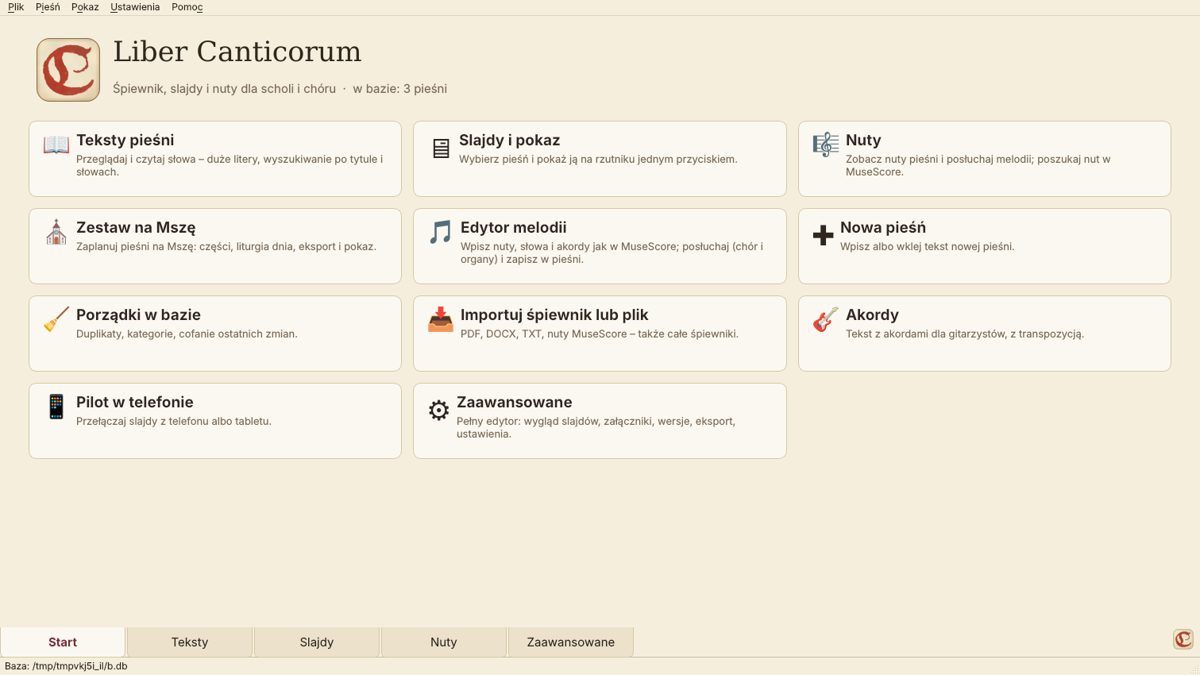 Plik Pieśń Pokaz Ustawienia Pomoc
Liber Canticorum
Śpiewnik, slajdy i nuty dla scholi i chóru · w bazie: 3 pieśni
Teksty pieśni
Przeglądaj i czytaj słowa – duże litery, wyszukiwanie po tytule i
słowach.
Slajdy i pokaz
Wybierz pieśń i pokaż ją na rzutniku jednym przyciskiem.
Nuty
Zobacz nuty pieśni i posłuchaj melodii; poszukaj nut w
MuseScore.
Zestaw na Mszę
Zaplanuj pieśni na Mszę: części, liturgia dnia, eksport i pokaz.
Edytor melodii
Wpisz nuty, słowa i akordy jak w MuseScore; posłuchaj (chór i
organy) i zapisz w pieśni.
Nowa pieśń
Wpisz albo wklej tekst nowej pieśni.
Porządki w bazie
Duplikaty, kategorie, cofanie ostatnich zmian.
Importuj śpiewnik lub plik
PDF, DOCX, TXT, nuty MuseScore – także całe śpiewniki.
Akordy
Tekst z akordami dla gitarzystów, z transpozycją.
Pilot w telefonie
Przełączaj slajdy z telefonu albo tabletu.
Zaawansowane
Pełny edytor: wygląd slajdów, załączniki, wersje, eksport,
ustawienia.
Start Teksty Slajdy Nuty Zaawansowane
Baza: /tmp/tmpvkj5i_il/b.db